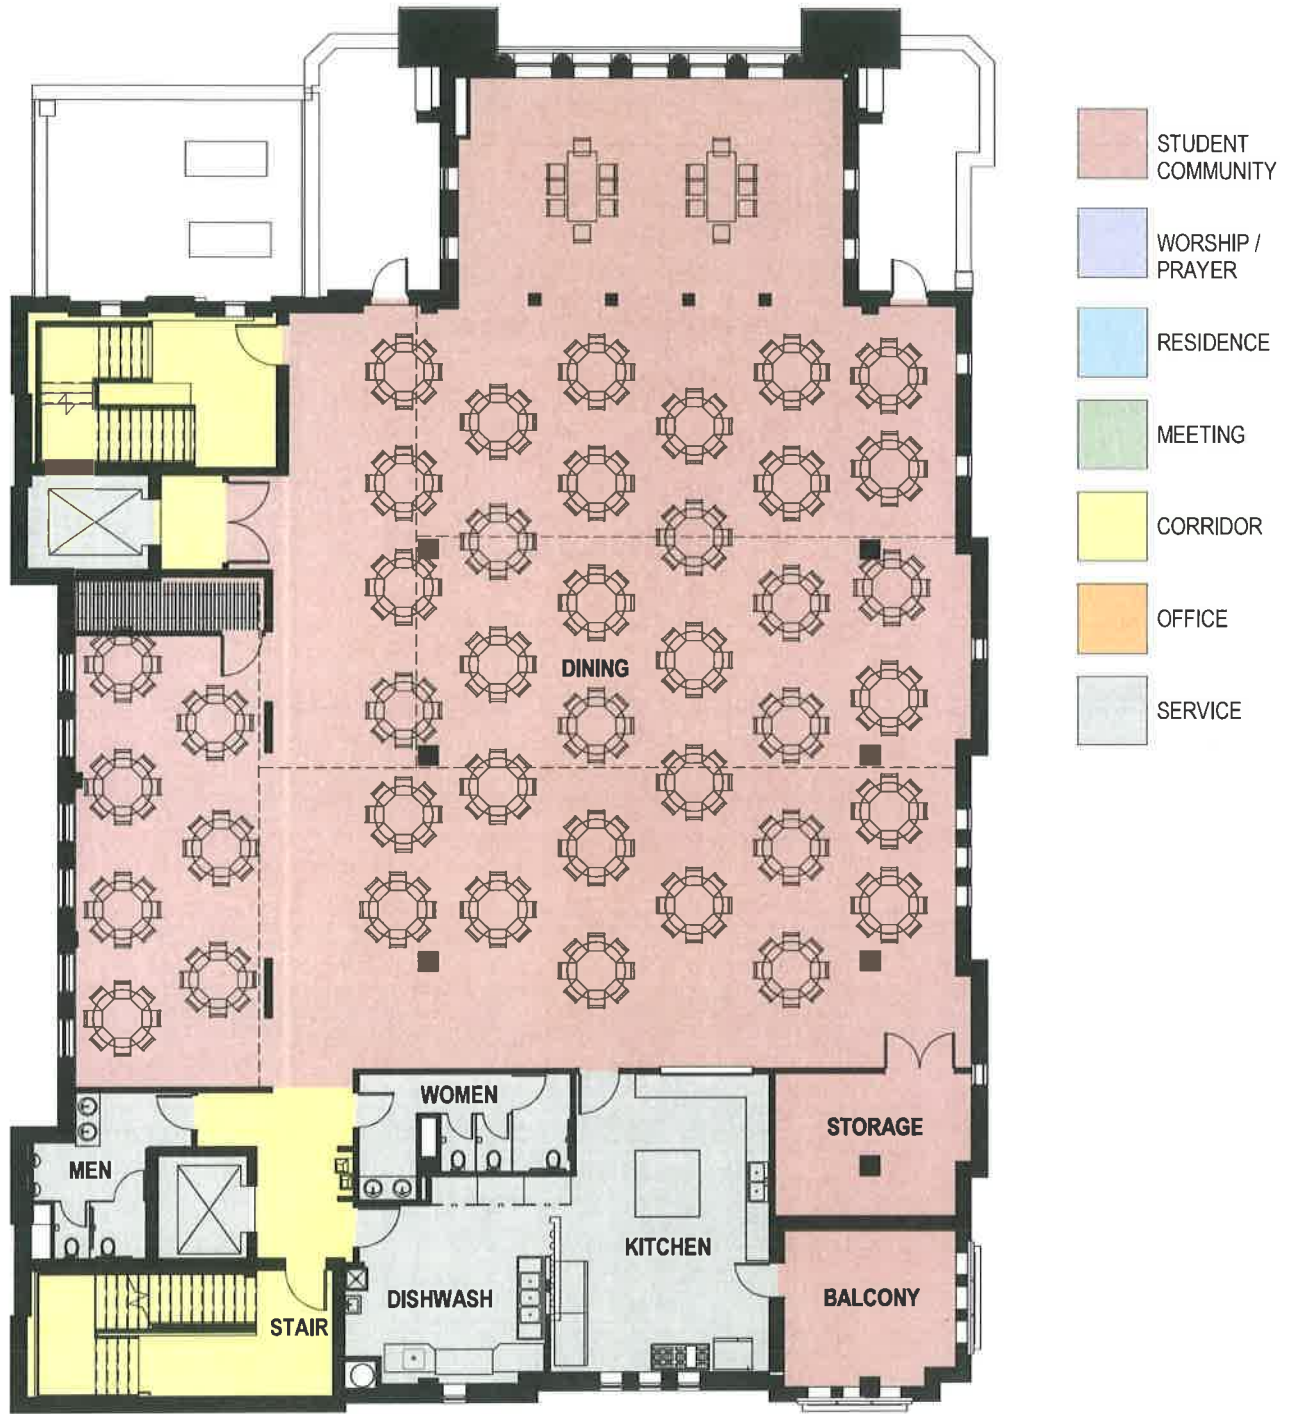 STUDENT
COMMUNITY
WORSHIP /
PRAYER
RESIDENCE
MEETING
CORRIDOR
OFFICE
SERVICE
DINING
WOMEN
STORAGE
MEN
KITCHEN
BALCONY
DISHWASH
STAIR